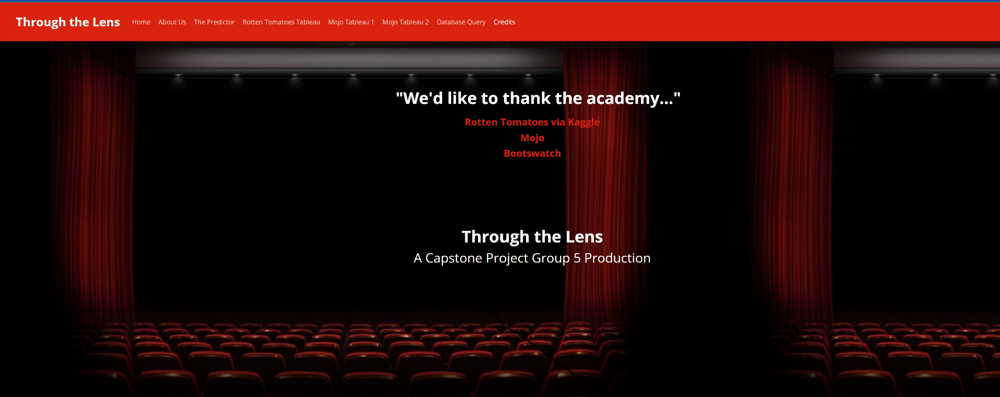 Through the Lens Home About Us The Predictor Rotten Tomatoes Tableau Mojo Tableau 1 Mojo Tableau 2 Database Query Credits
"We'd like to thank the academy..."
Rotten Tomatoes via Kaggle
Mojo
Bootswatch
Through the Lens
A Capstone Project Group 5 Production